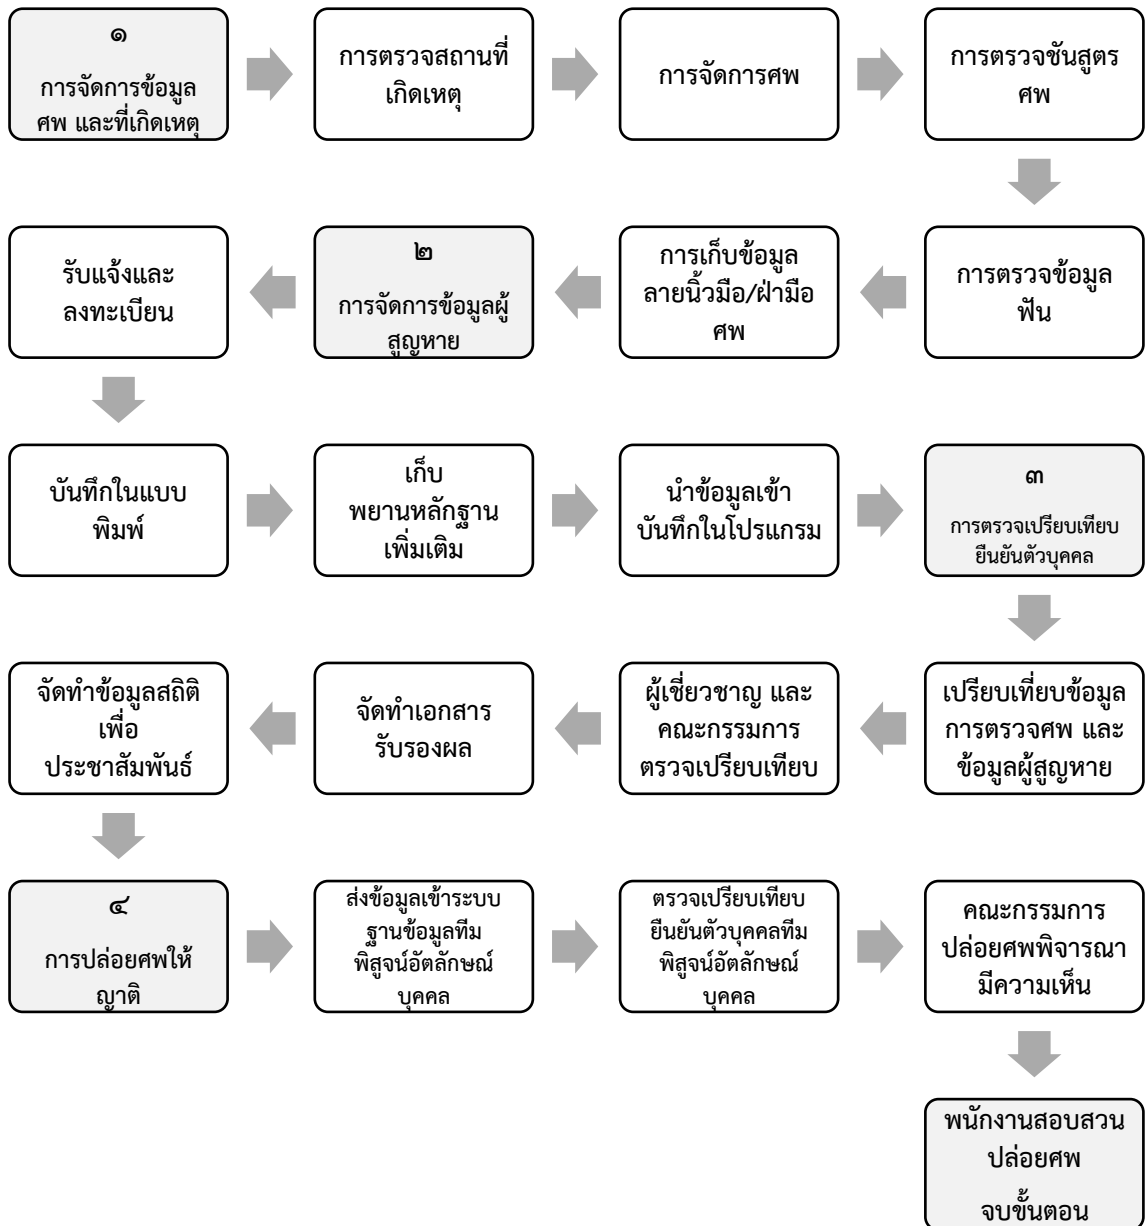 ๑
การจัดการข้อมูล
ศพ และที่เกิดเหตุ
การตรวจสถานที่
เกิดเหตุ
การจัดการศพ
การตรวจชันสูตร
ศพ
การตรวจข้อมูล
ฟัน
การเก็บข้อมูล
ลายนิ้วมือ/ฝ่ามือ
ศพ
๒
การจัดการข้อมูลผู้
สูญหาย
รับแจ้งและ
ลงทะเบียน
บันทึกในแบบ
พิมพ์
เก็บ
พยานหลักฐาน
เพิ่มเติม
นำข้อมูลเข้า
บันทึกในโปรแกรม
๓
การตรวจเปรียบเทียบ
ยืนยันตัวบุคคล
เปรียบเที่ยบข้อมูล
การตรวจศพ และ
ข้อมูลผู้สูญหาย
ผู้เชี่ยวชาญ และ
คณะกรรมการ
ตรวจเปรียบเทียบ
จัดทำเอกสาร
รับรองผล
จัดทำข้อมูลสถิติ
เพื่อ
ประชาสัมพันธ์
๔
การปล่อยศพให้
ญาติ
ส่งข้อมูลเข้าระบบ
ฐานข้อมูลทีม
พิสูจน์อัตลักษณ์
บุคคล
ตรวจเปรียบเทียบ
ยืนยันตัวบุคคลทีม
พิสูจน์อัตลักษณ์
บุคคล
คณะกรรมการ
ปล่อยศพพิจารณา
มีความเห็น
พนักงานสอบสวน
ปล่อยศพ
จบขั้นตอน